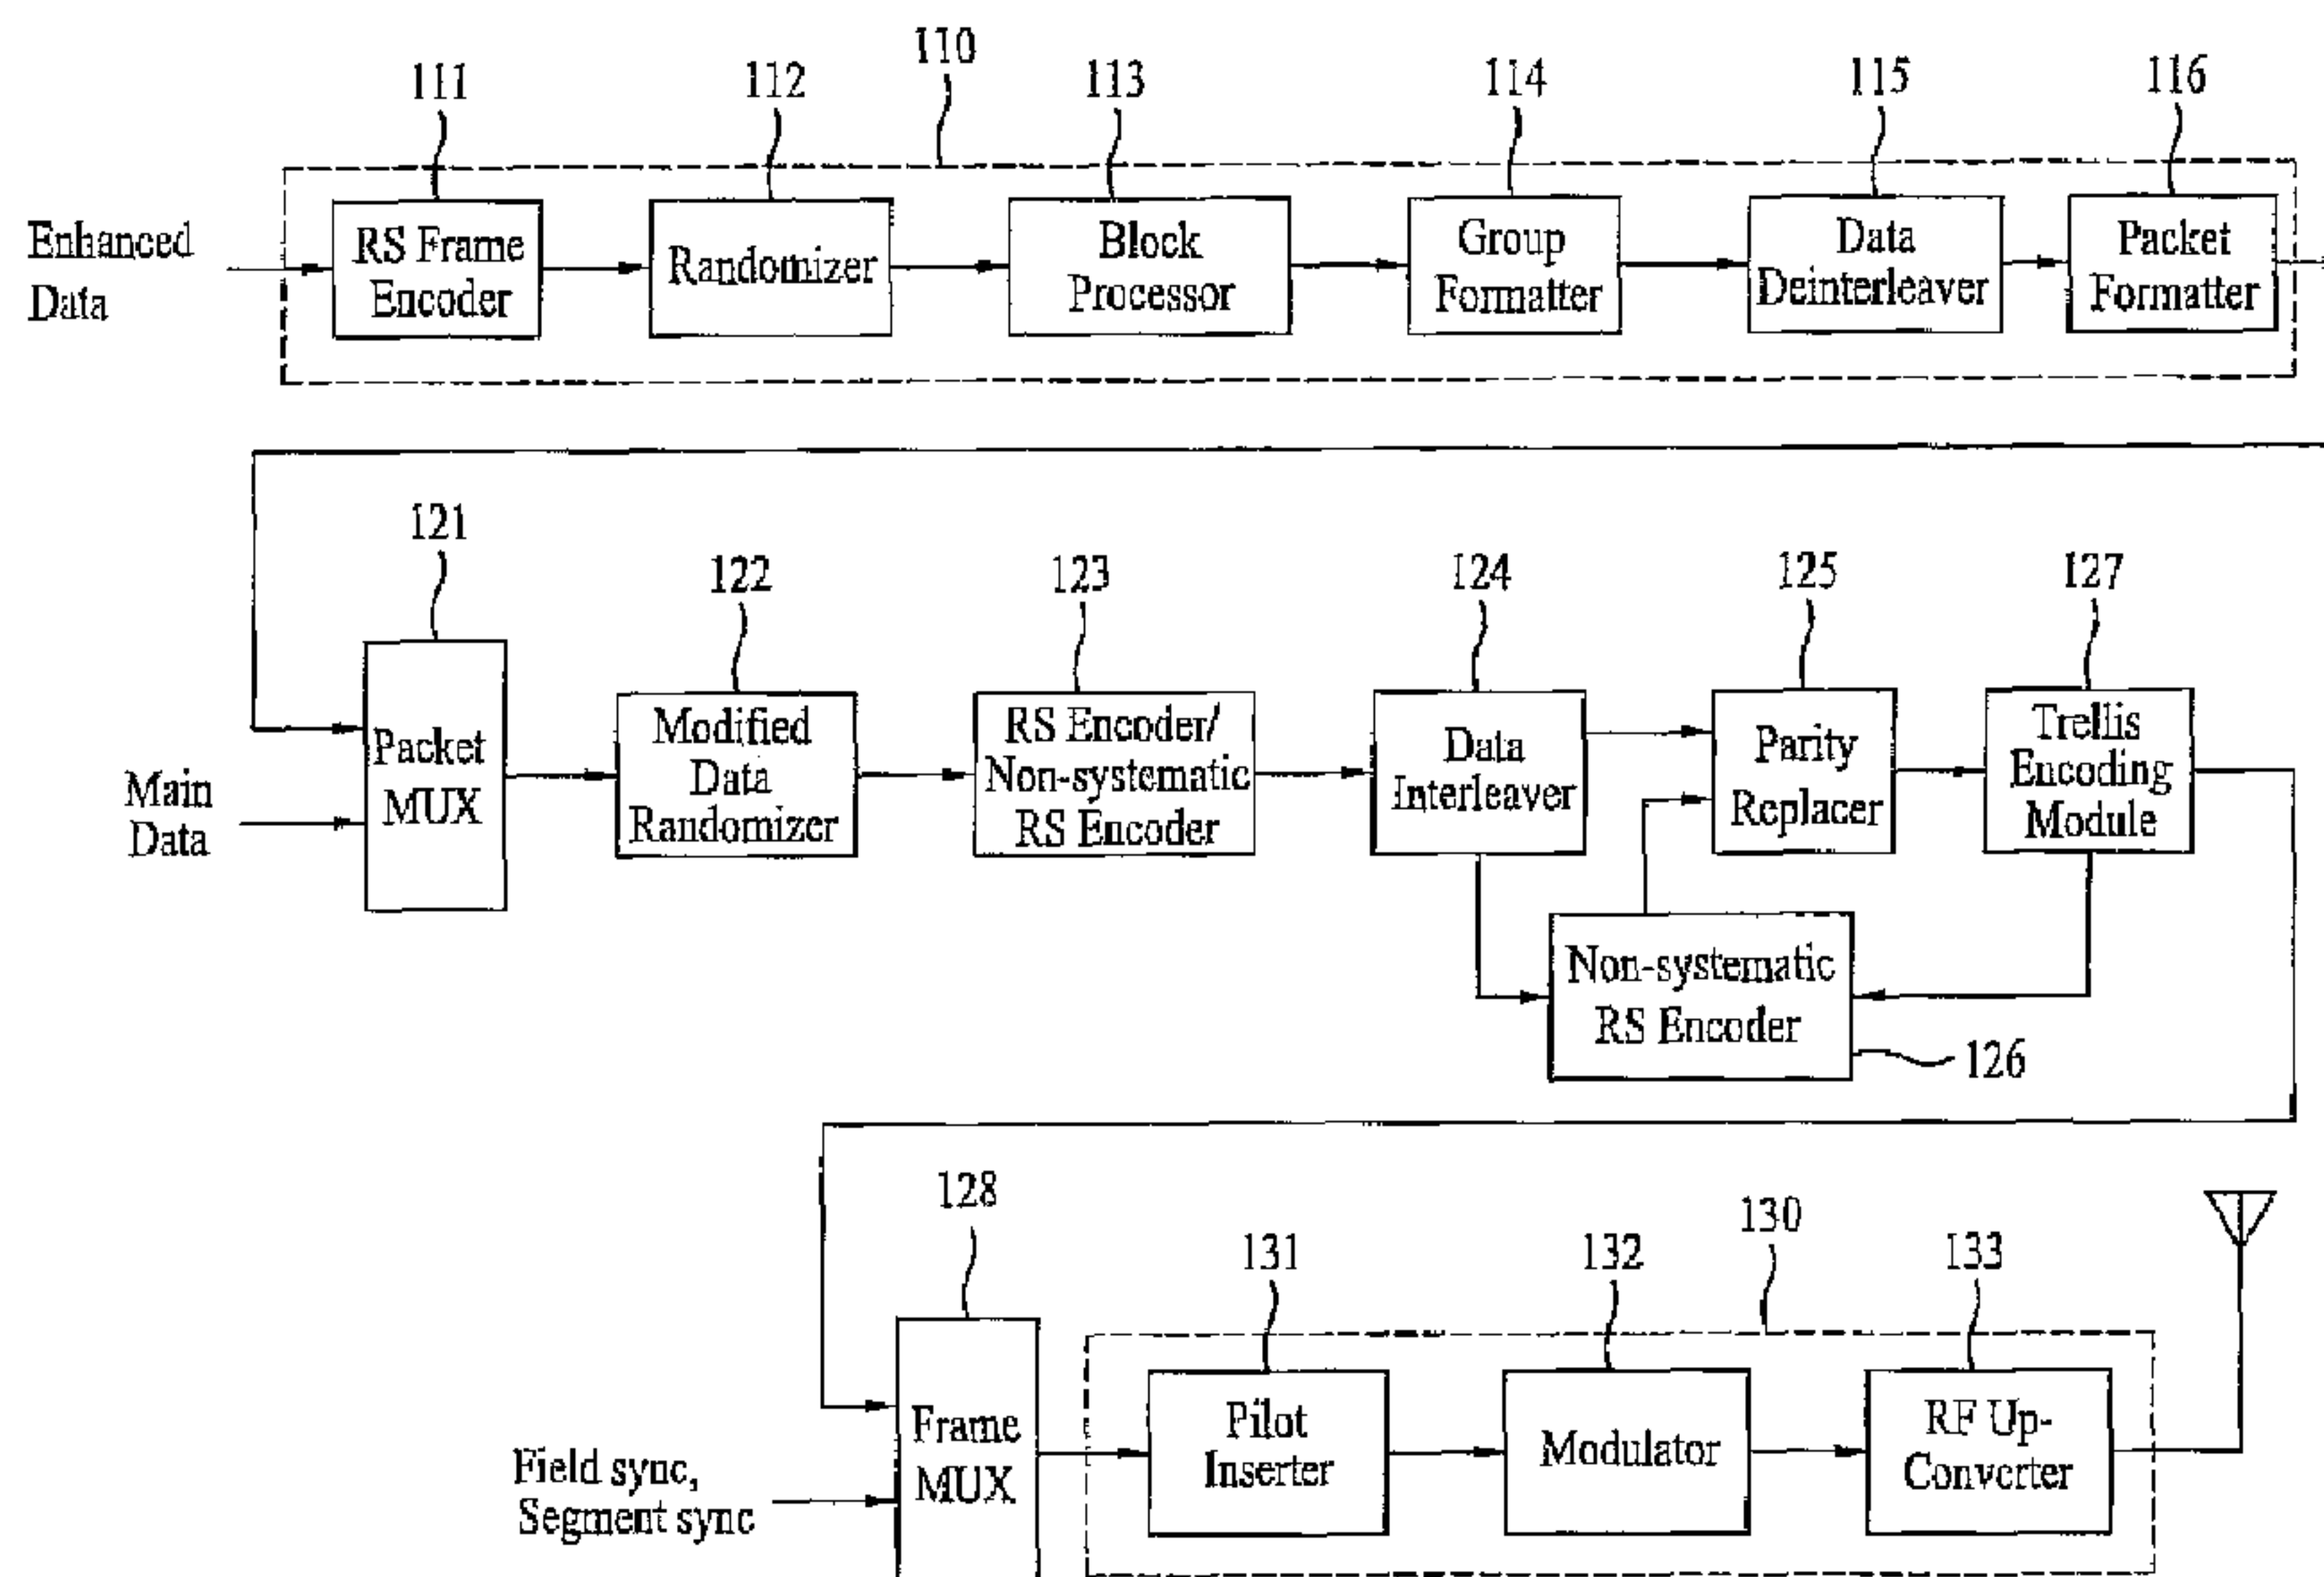 110
111
112
113
114
115
116
Enhanced
Data
RS Frame
Encoder
Randomizer
Block
Processor
Group
Formatter
Data
Deinterleaver
Packet
Formatter
121
122
123
124
125
127
Main
Data
Packet
MUX
Modified
Data
Randomizer
RS Encoder/
Non-systematic
RS Encoder
Data
Interleaver
Parity
Replacer
Trellis
Encoding
Module
Non-systematic
RS Encoder
126
128
130
131
132
133
Field sync,
Segment sync
Frame
MUX
Pilot
Inserter
Modulator
RF Up-
Converter